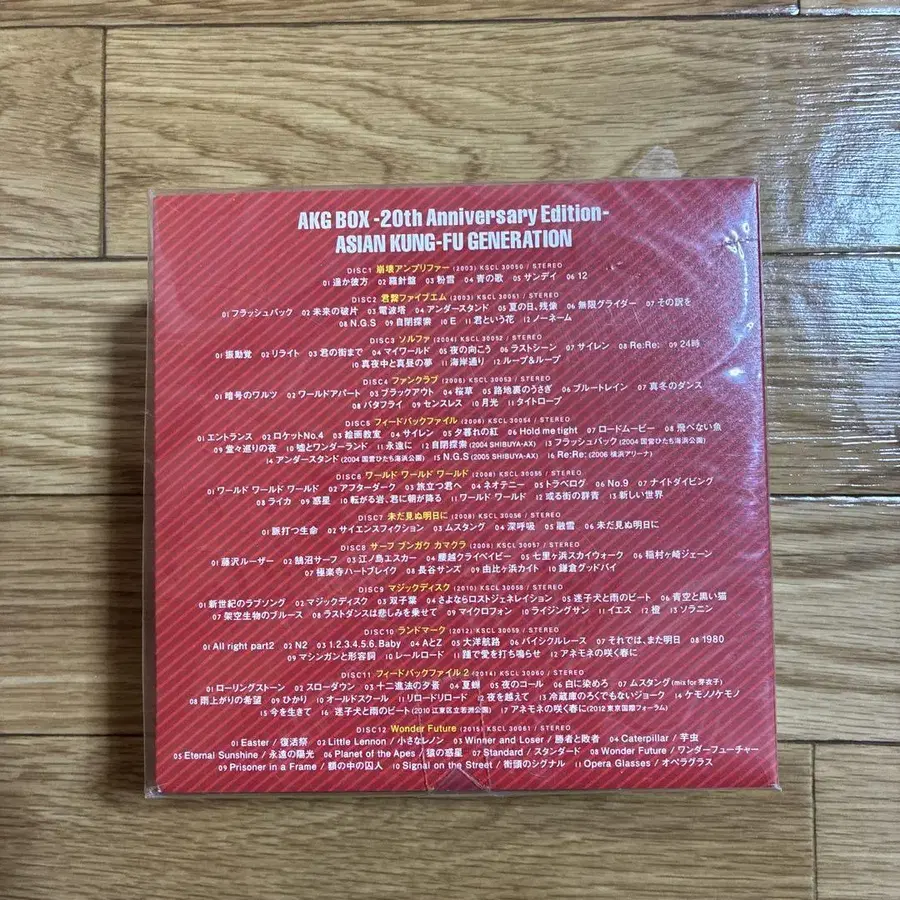 AKG BOX -20th Anniversary Edition-
ASIAN KUNG-FU GENERATION
DISC1 崩壊アンプリファー (2003) KSCL 30050 / STEREO
01 遥か彼方 02 羅針盤 03 粉雪 04 青の歌 05 サンデイ 06 12
DISC2 君繋ファイブエム (2003) KSCL 30051 / STEREO
01 フラッシュバック 02 未来の破片 03 電波塔 04 アンダースタンド 05 夏の日、残像 06 無限グライダー 07 その訳を
08 N.G.S 09 自閉探索 10 E 11 君という花 12 ノーネーム
DISC3 ソルファ (2004) KSCL 30052 / STEREO
01 振動覚 02 リライト 03 君の街まで 04 マイワールド 05 夜の向こう 06 ラストシーン 07 サイレン 08 Re:Re: 09 24時
10 真夜中と真昼の夢 11 海岸通り 12 ループ&ループ
DISC4 ファンクラブ (2006) KSCL 30053 / STEREO
01 暗号のワルツ 02 ワールドアパート 03 ブラックアウト 04 桜草 05 路地裏のうさぎ 06 ブルートレイン 07 真冬のダンス
08 バタフライ 09 センスレス 10 月光 11 タイトロープ
DISC5 フィードバックファイル (2006) KSCL 30054 / STEREO
01 エントランス 02 ロケットNo.4 03 絵画教室 04 サイレン 05 夕暮れの紅 06 Hold me tight 07 ロードムービー 08 飛べない魚
09 堂々巡りの夜 10 嘘とワンダーランド 11 永遠に 12 自閉探索 (2004 SHIBUYA-AX) 13 フラッシュバック (2004 国営ひたち海浜公園)
14 アンダースタンド (2004 国営ひたち海浜公園) 15 N.G.S (2005 SHIBUYA-AX) 16 Re:Re: (2006 横浜アリーナ)
DISC6 ワールド ワールド ワールド (2008) KSCL 30055 / STEREO
01 ワールド ワールド ワールド 02 アフターダーク 03 旅立つ君へ 04 ネオテニー 05 トラベログ 06 No.9 07 ナイトダイビング
08 ライカ 09 惑星 10 転がる岩、君に朝が降る 11 ワールド ワールド 12 或る街の群青 13 新しい世界
DISC7 未だ見ぬ明日に (2008) KSCL 30056 / STEREO
01 脈打つ生命 02 サイエンスフィクション 03 ムスタング 04 深呼吸 05 融雪 06 未だ見ぬ明日に
DISC8 サーフ ブンガク カマクラ (2008) KSCL 30057 / STEREO
01 藤沢ルーザー 02 鵠沼サーフ 03 江ノ島エスカー 04 腰越クライベイビー 05 七里ヶ浜スカイウォーク 06 稲村ヶ崎ジェーン
07 極楽寺ハートブレイク 08 長谷サンズ 09 由比ヶ浜カイト 10 鎌倉グッドバイ
DISC9 マジックディスク (2010) KSCL 30058 / STEREO
01 新世紀のラブソング 02 マジックディスク 03 双子葉 04 さよならロストジェネレイション 05 迷子犬と雨のビート 06 青空と黒い猫
07 架空生物のブルース 08 ラストダンスは悲しみを乗せて 09 マイクロフォン 10 ライジングサン 11 イエス 12 橙 13 ソラニン
DISC10 ランドマーク (2012) KSCL 30059 / STEREO
01 All right part2 02 N2 03 1.2.3.4.5.6. Baby 04 AとZ 05 大洋航路 06 バイシクルレース 07 それでは、また明日 08 1980
09 マシンガンと形容詞 10 レールロード 11 踵で愛を打ち鳴らせ 12 アネモネの咲く春に
DISC11 フィードバックファイル 2 (2014) KSCL 30060 / STEREO
01 ローリングストーン 02 スローダウン 03 十二進法の夕景 04 夏蝉 05 夜のコール 06 白に染めろ 07 ムスタング (mix for 芽衣子)
08 雨上がりの希望 09 ひかり 10 オールドスクール 11 リロードリロード 12 夜を越えて 13 冷蔵庫のろくでもないジョーク 14 ケモノノケモノ
15 今を生きて 16 迷子犬と雨のビート (2010 江東区立若洲公園) 17 アネモネの咲く春に (2012 東京国際フォーラム)
DISC12 Wonder Future (2015) KSCL 30061 / STEREO
01 Easter / 復活祭 02 Little Lennon / 小さなレノン 03 Winner and Loser / 勝者と敗者 04 Caterpillar / 芋虫
05 Eternal Sunshine / 永遠の陽光 06 Planet of the Apes / 猿の惑星 07 Standard / スタンダード 08 Wonder Future / ワンダーフューチャー
09 Prisoner in a Frame / 額の中の囚人 10 Signal on the Street / 街頭のシグナル 11 Opera Glasses / オペラグラス